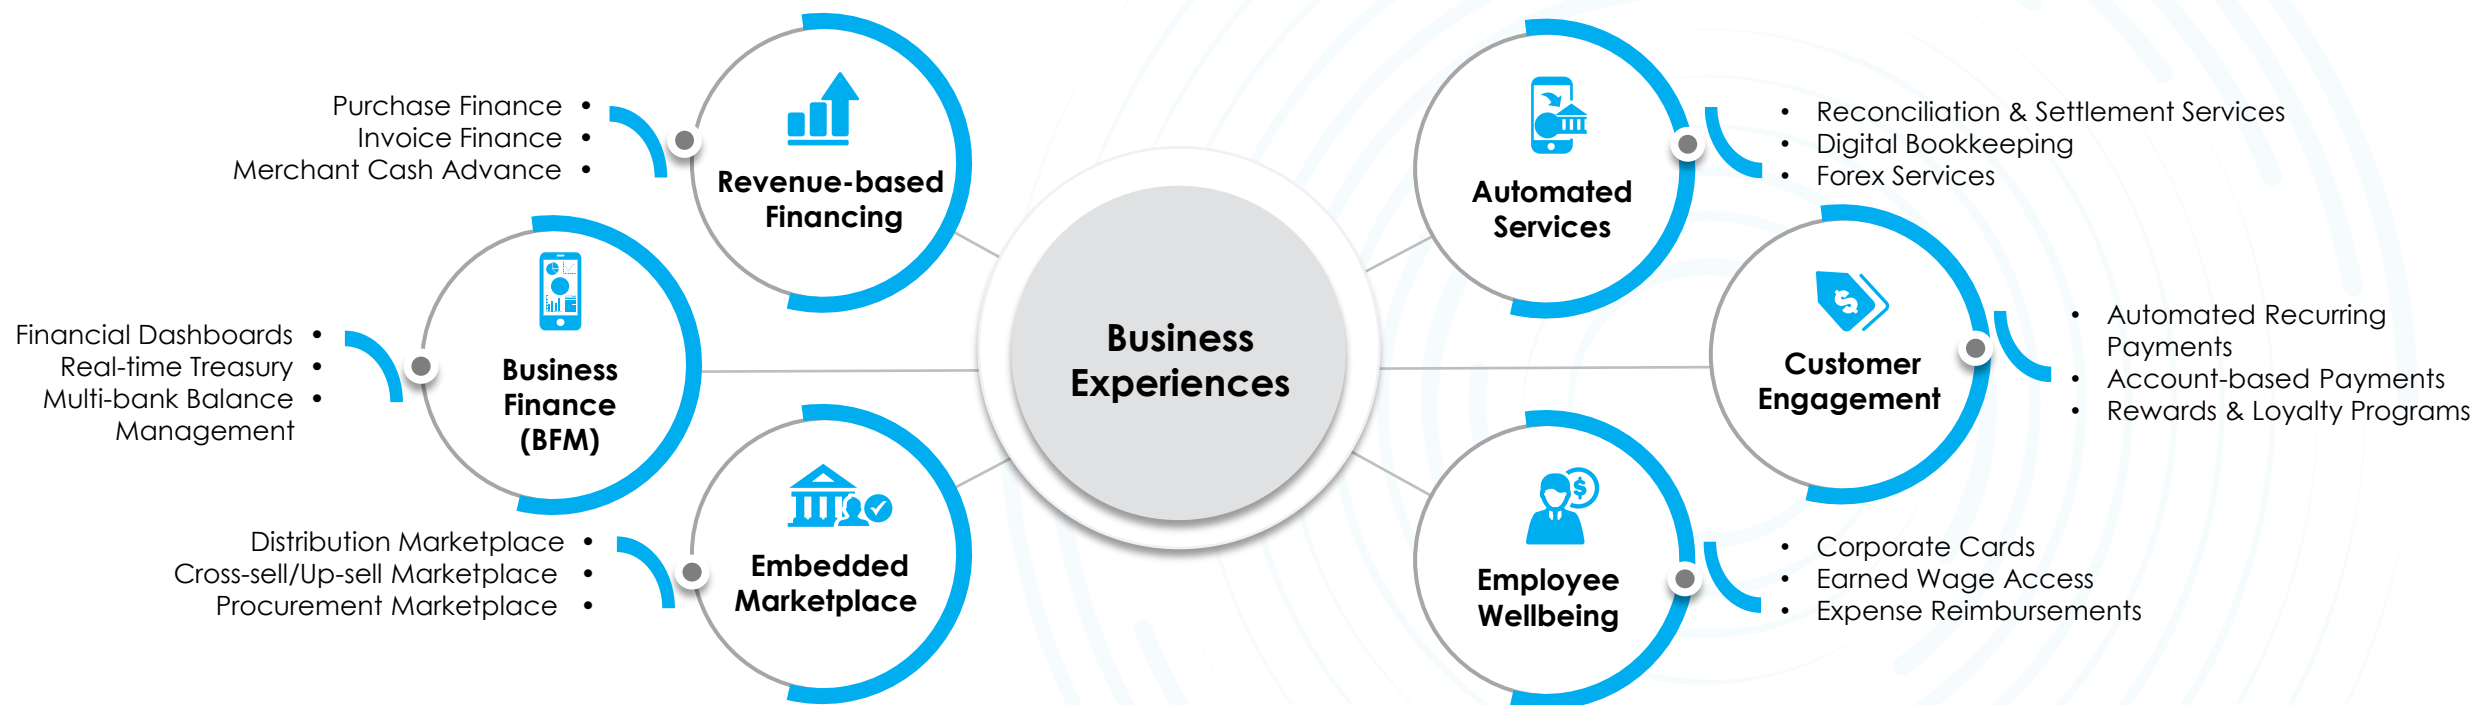 Purchase Finance •
Invoice Finance •
Merchant Cash Advance •
Revenue-based
Financing
Financial Dashboards •
Real-time Treasury •
Multi-bank Balance •
Management
Business
Finance
(BFM)
Distribution Marketplace •
Cross-sell/Up-sell Marketplace •
Procurement Marketplace •
Embedded
Marketplace
Business
Experiences
Automated
Services
• Reconciliation & Settlement Services
• Digital Bookkeeping
• Forex Services
$
Customer
Engagement
• Automated Recurring
Payments
• Account-based Payments
• Rewards & Loyalty Programs
$
Employee
Wellbeing
• Corporate Cards
• Earned Wage Access
• Expense Reimbursements